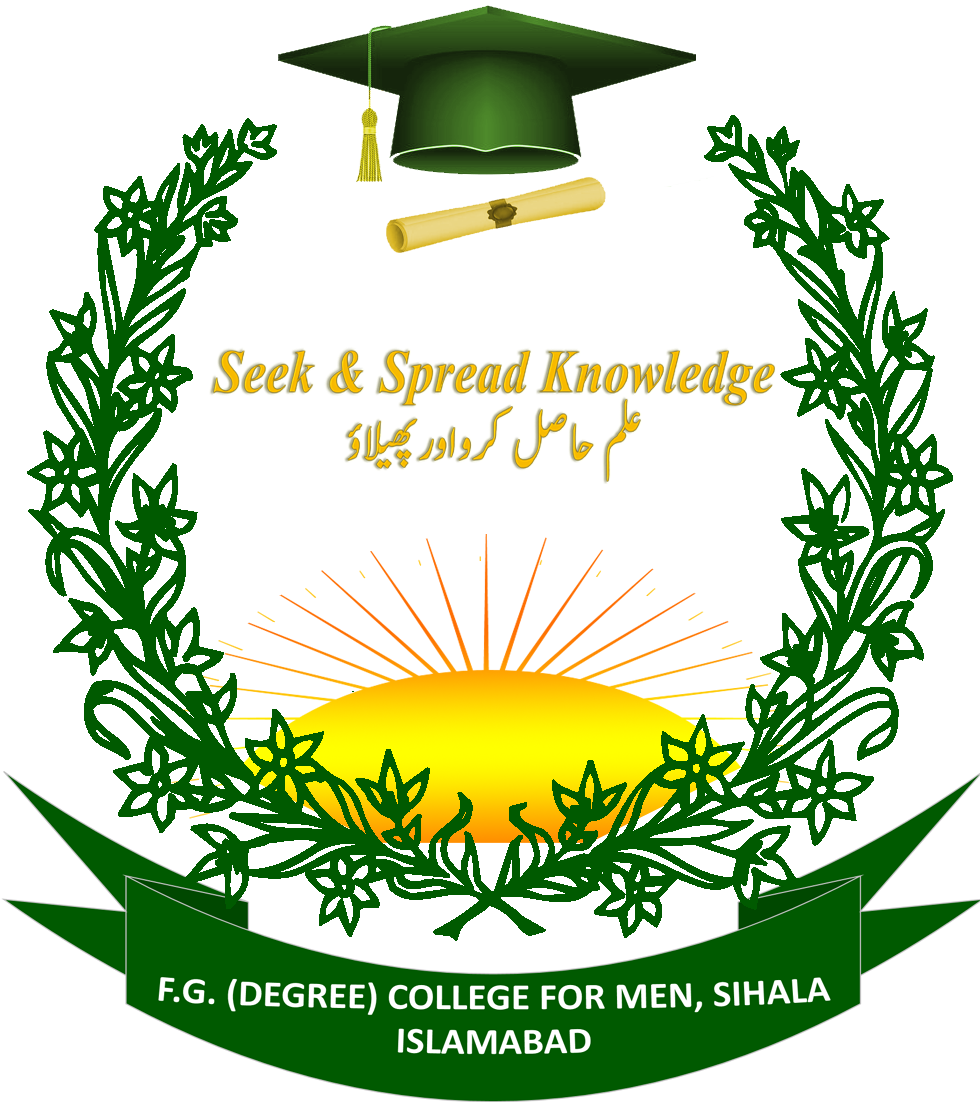 Seek & Spread Knowledge
علم حاصل کرو اور پھیلاؤ
F.G. (DEGREE) COLLEGE FOR MEN, SIHALA
ISLAMABAD